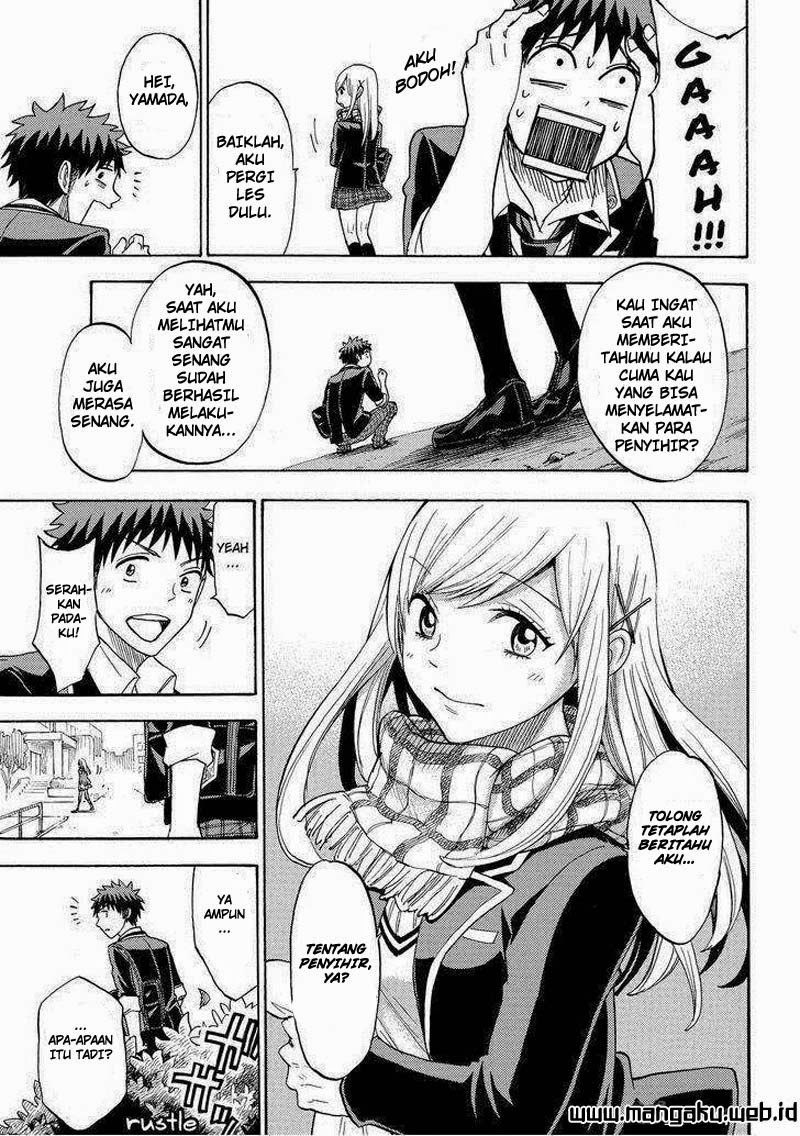 GAAAH!!!
AKU
BODOH!
BAIKLAH,
AKU
PERGI
LES
DULU.
HEI,
YAMADA,
KAU INGAT
SAAT AKU
MEMBERI-
TAHUMU KALAU
CUMA KAU
YANG BISA
MENYELAMAT-
KAN PARA
PENYIHIR?
YAH,
SAAT AKU
MELIHATMU
SANGAT
SENANG
SUDAH
BERHASIL
MELAKU-
KANNYA...
AKU
JUGA
MERASA
SENANG.
TOLONG
TETAPLAH
BERITAHU
AKU...
TENTANG
PENYIHIR,
YA?
YEAH
...
SERAH-
KAN
PADA-
KU!
YA
AMPUN
...
...
APA-APAAN
ITU TADI?
rustle
www.mangaku.web.id